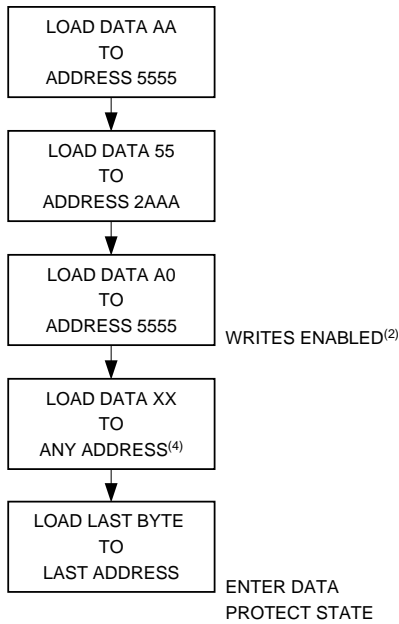 LOAD DATA AA
TO
ADDRESS 5555
LOAD DATA 55
TO
ADDRESS 2AAA
LOAD DATA A0
TO
ADDRESS 5555
WRITES ENABLED(2)
LOAD DATA XX
TO
ANY ADDRESS(4)
LOAD LAST BYTE
TO
LAST ADDRESS
ENTER DATA
PROTECT STATE